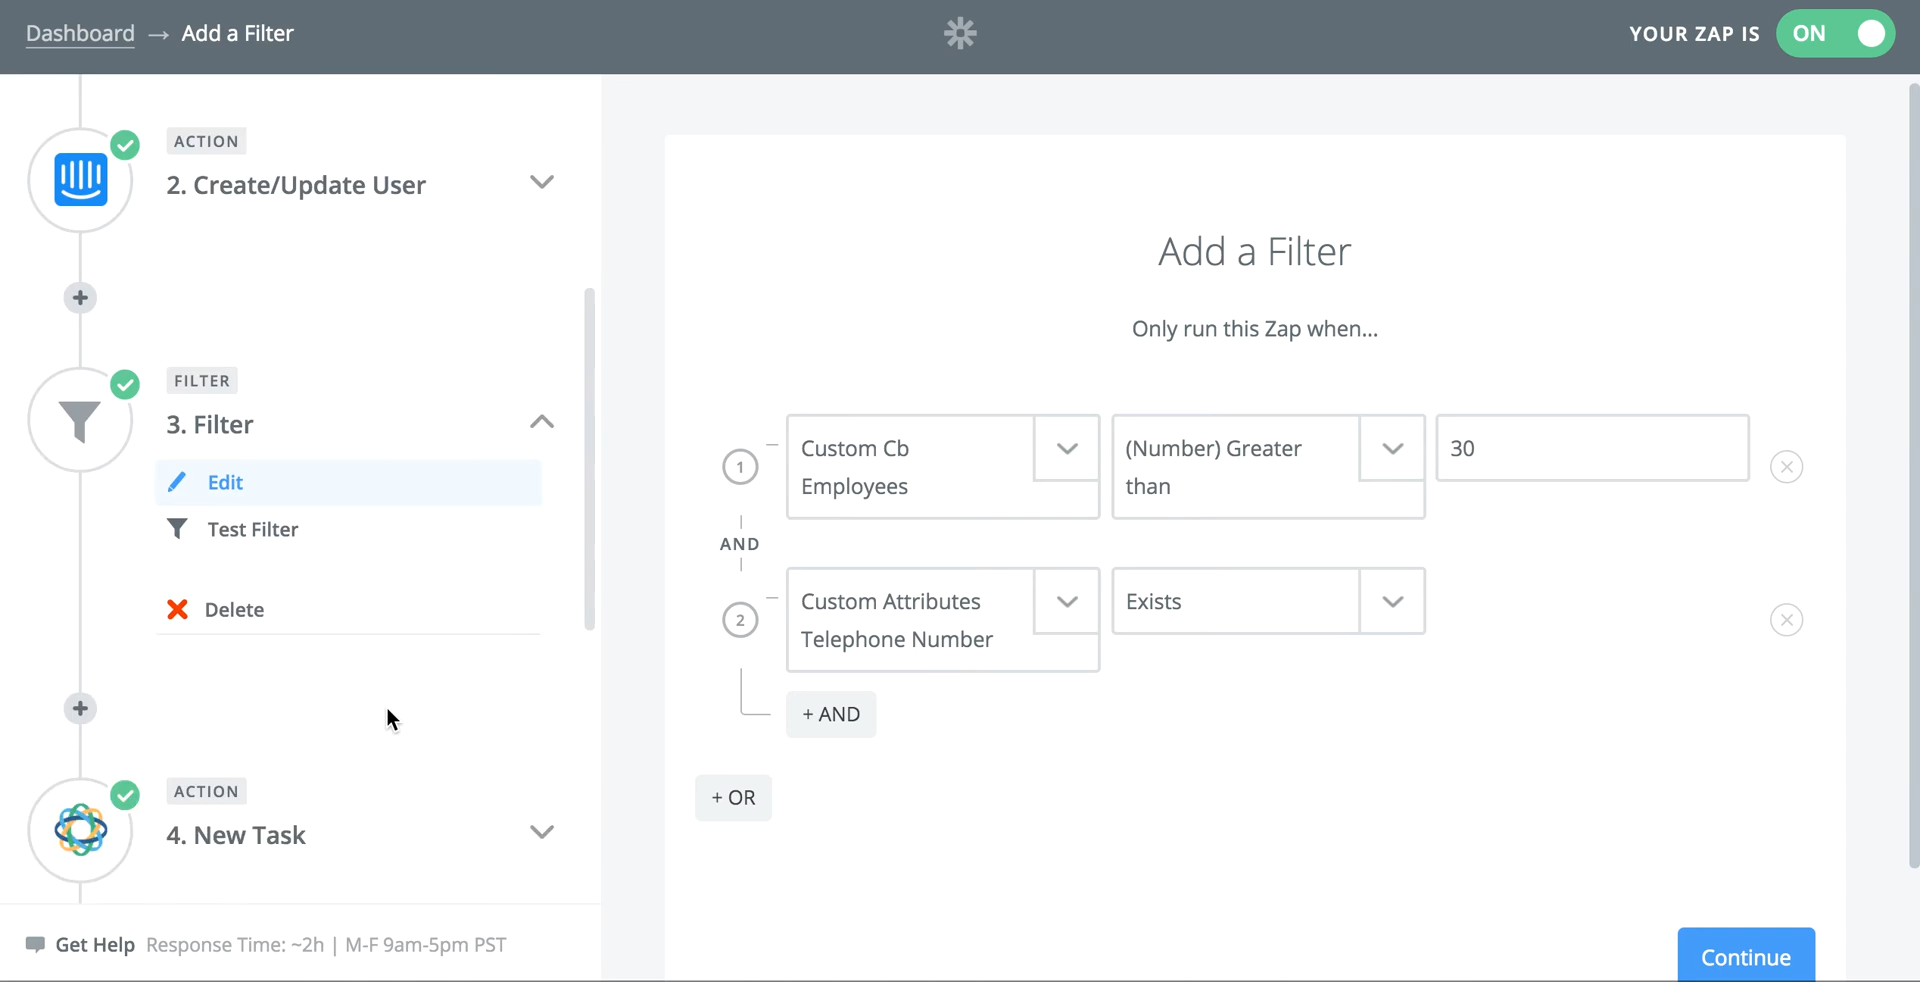 Dashboard → Add a Filter
YOUR ZAP IS ON
ACTION
2. Create/Update User
FILTER
3. Filter
Edit
Test Filter
Delete
ACTION
4. New Task
Get Help Response Time: ~2h | M-F 9am-5pm PST
Add a Filter
Only run this Zap when...
1
Custom Cb
Employees
(Number) Greater
than
30
AND
2
Custom Attributes
Telephone Number
Exists
+ AND
+ OR
Continue